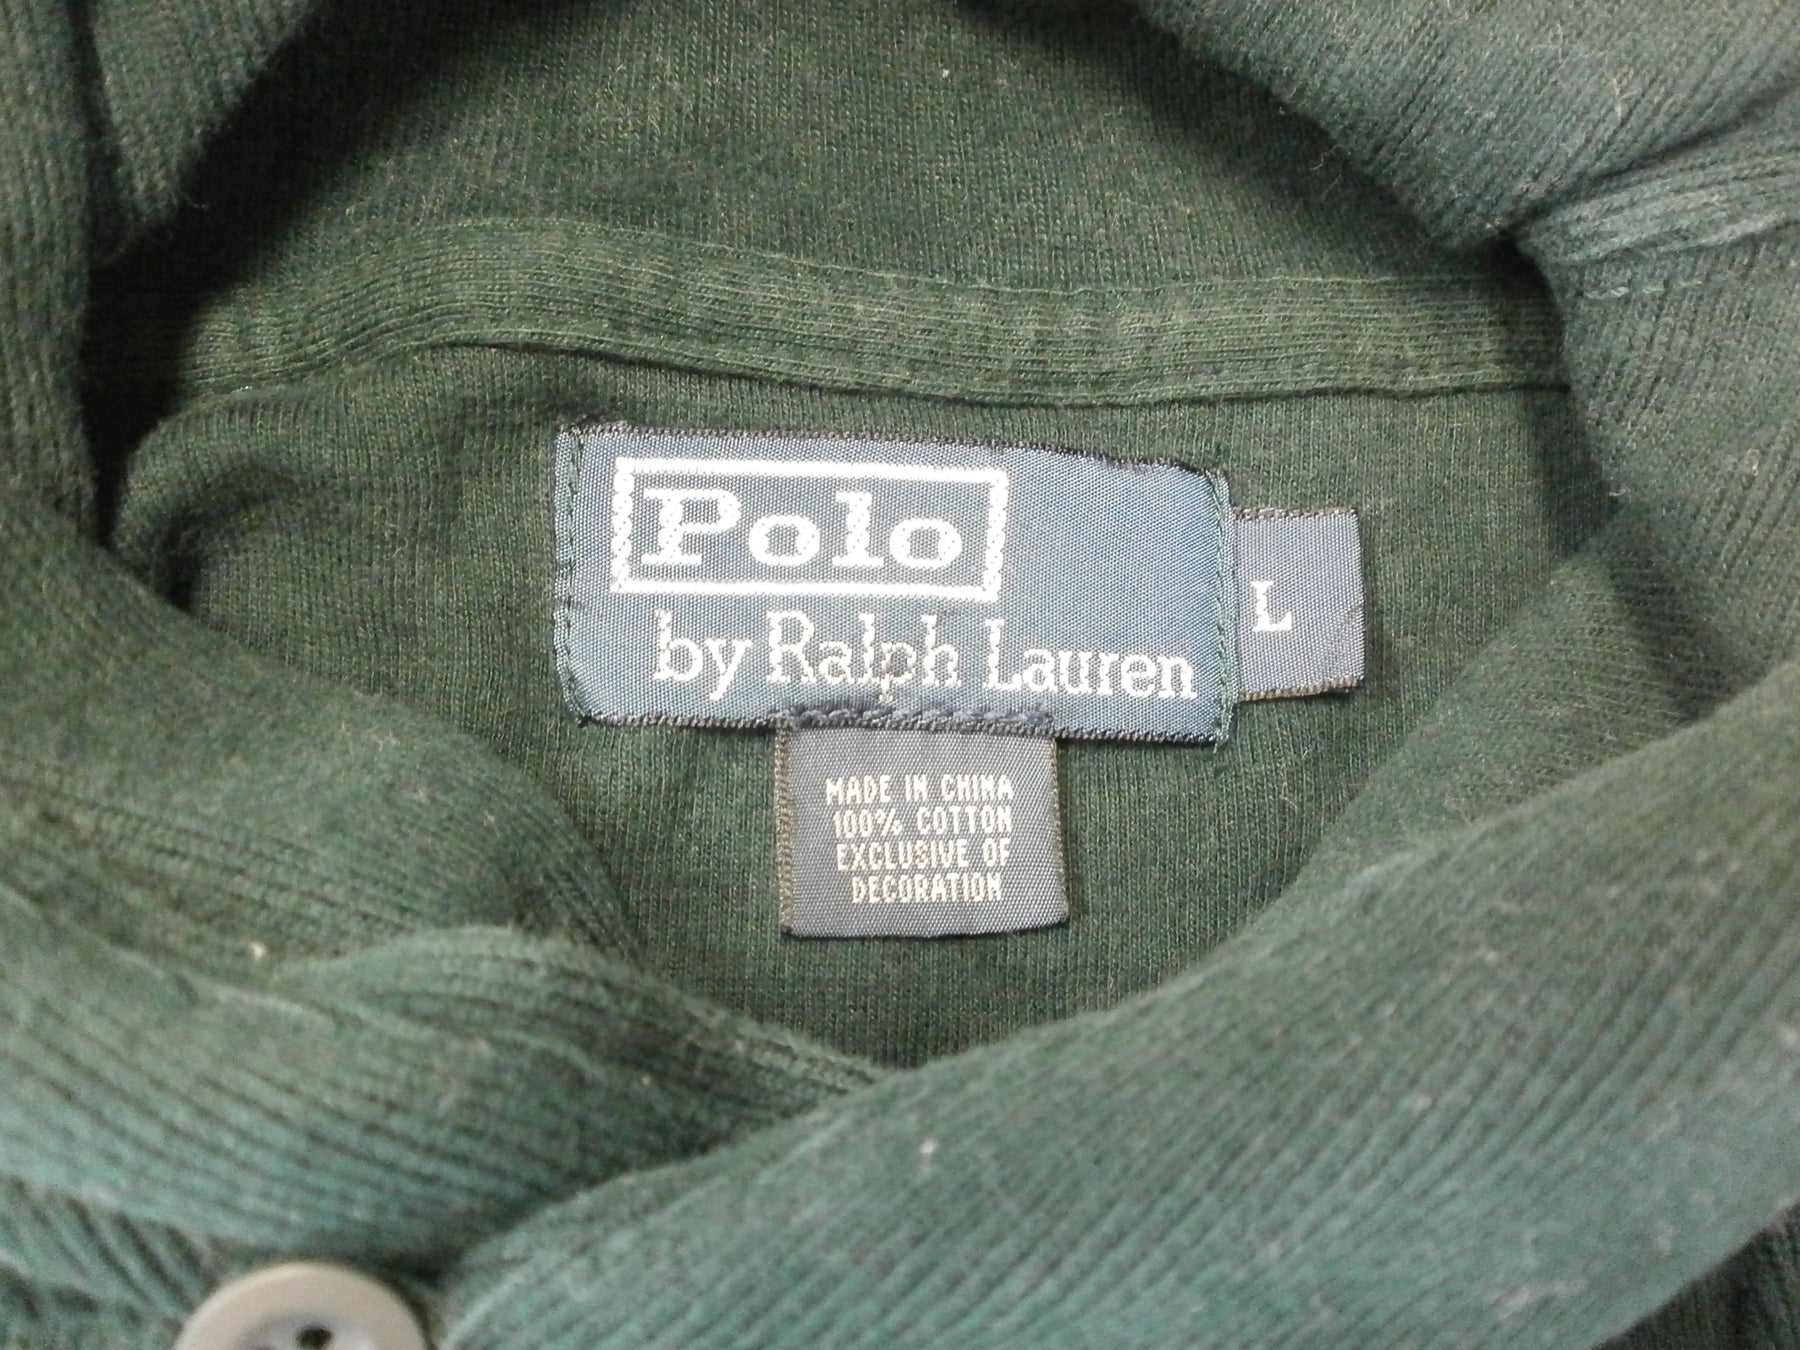 Polo
by Ralph Lauren
L
MADE IN CHINA
100% COTTON
EXCLUSIVE OF
DECORATION